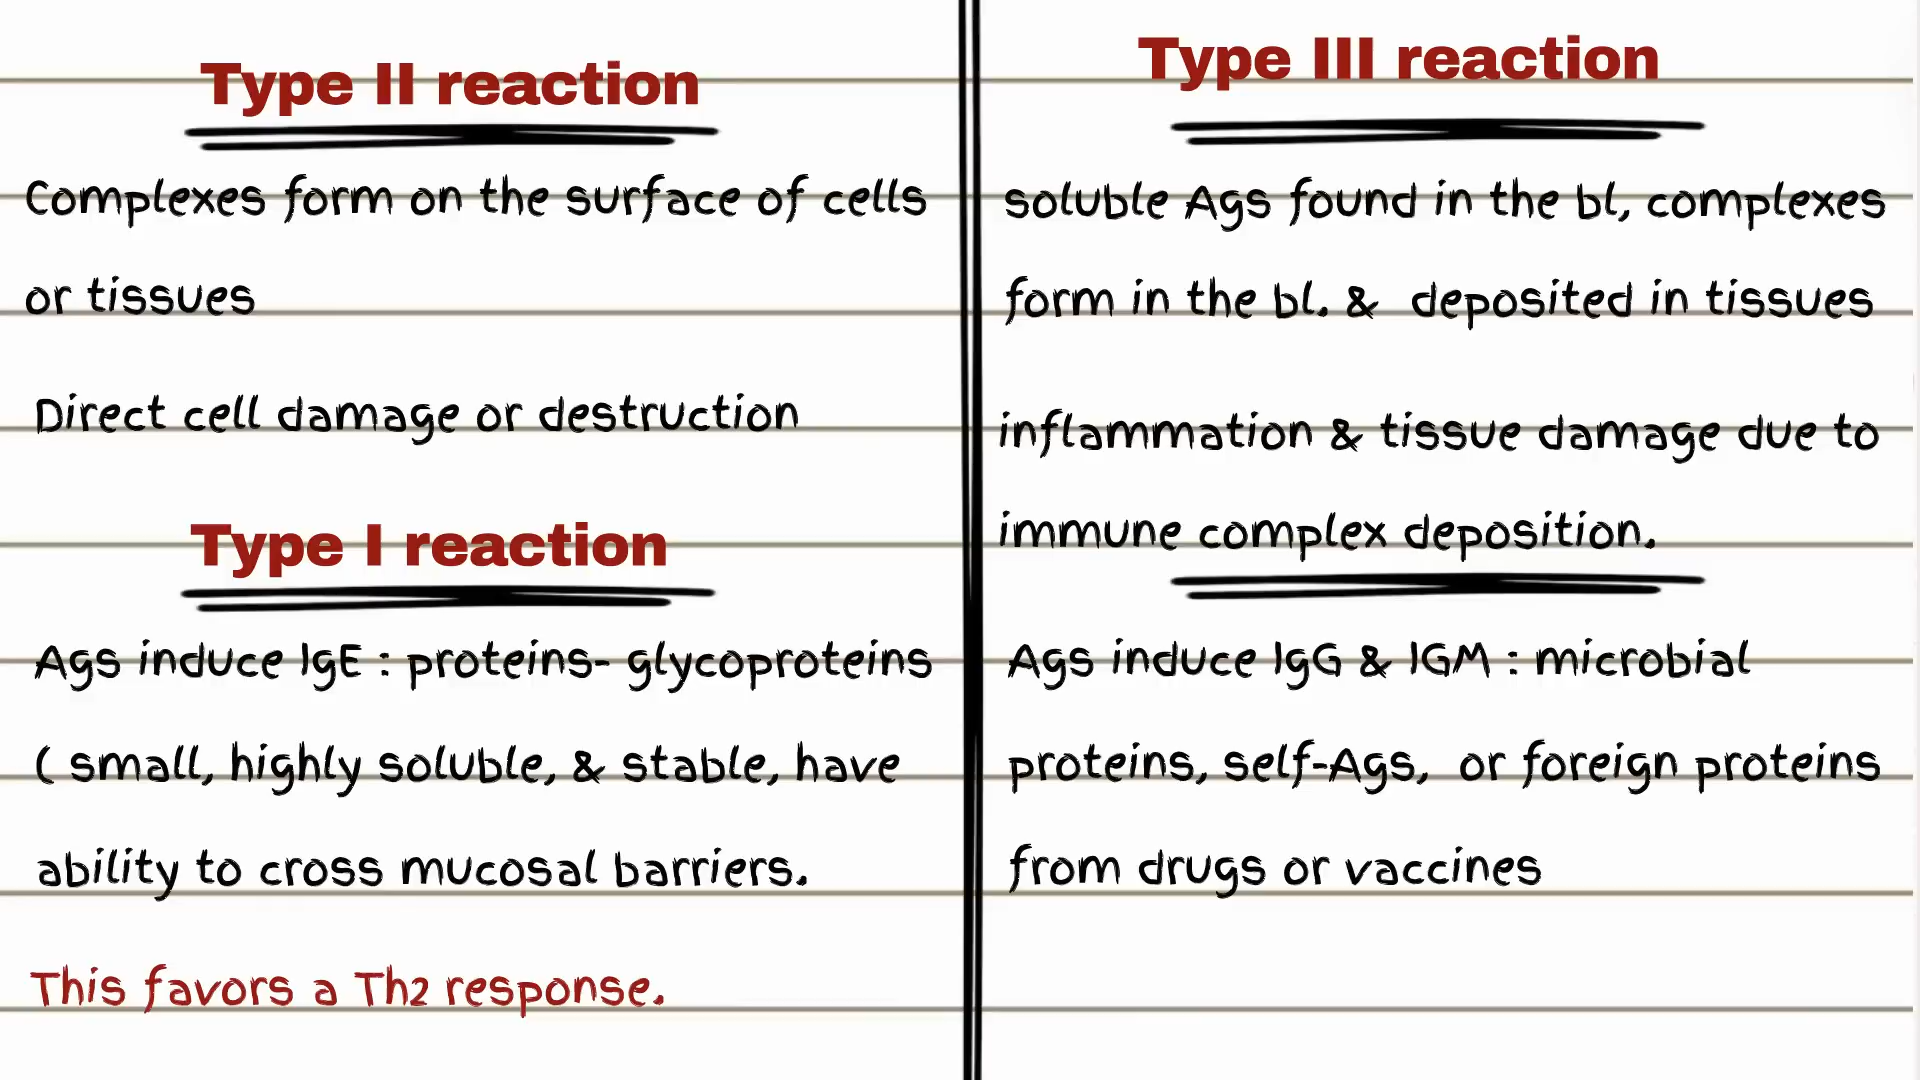 Type II reaction
Complexes form on the surface of cells
or tissues
Direct cell damage or destruction
Type I reaction
Ags induce IgE : proteins- glycoproteins
( small, highly soluble, & stable, have
ability to cross mucosal barriers.
This favors a Th2 response.
Type III reaction
soluble Ags found in the bl, complexes
form in the bl. & deposited in tissues
inflammation & tissue damage due to
immune complex deposition.
Ags induce IgG & IGM : microbial
proteins, self-Ags, or foreign proteins
from drugs or vaccines